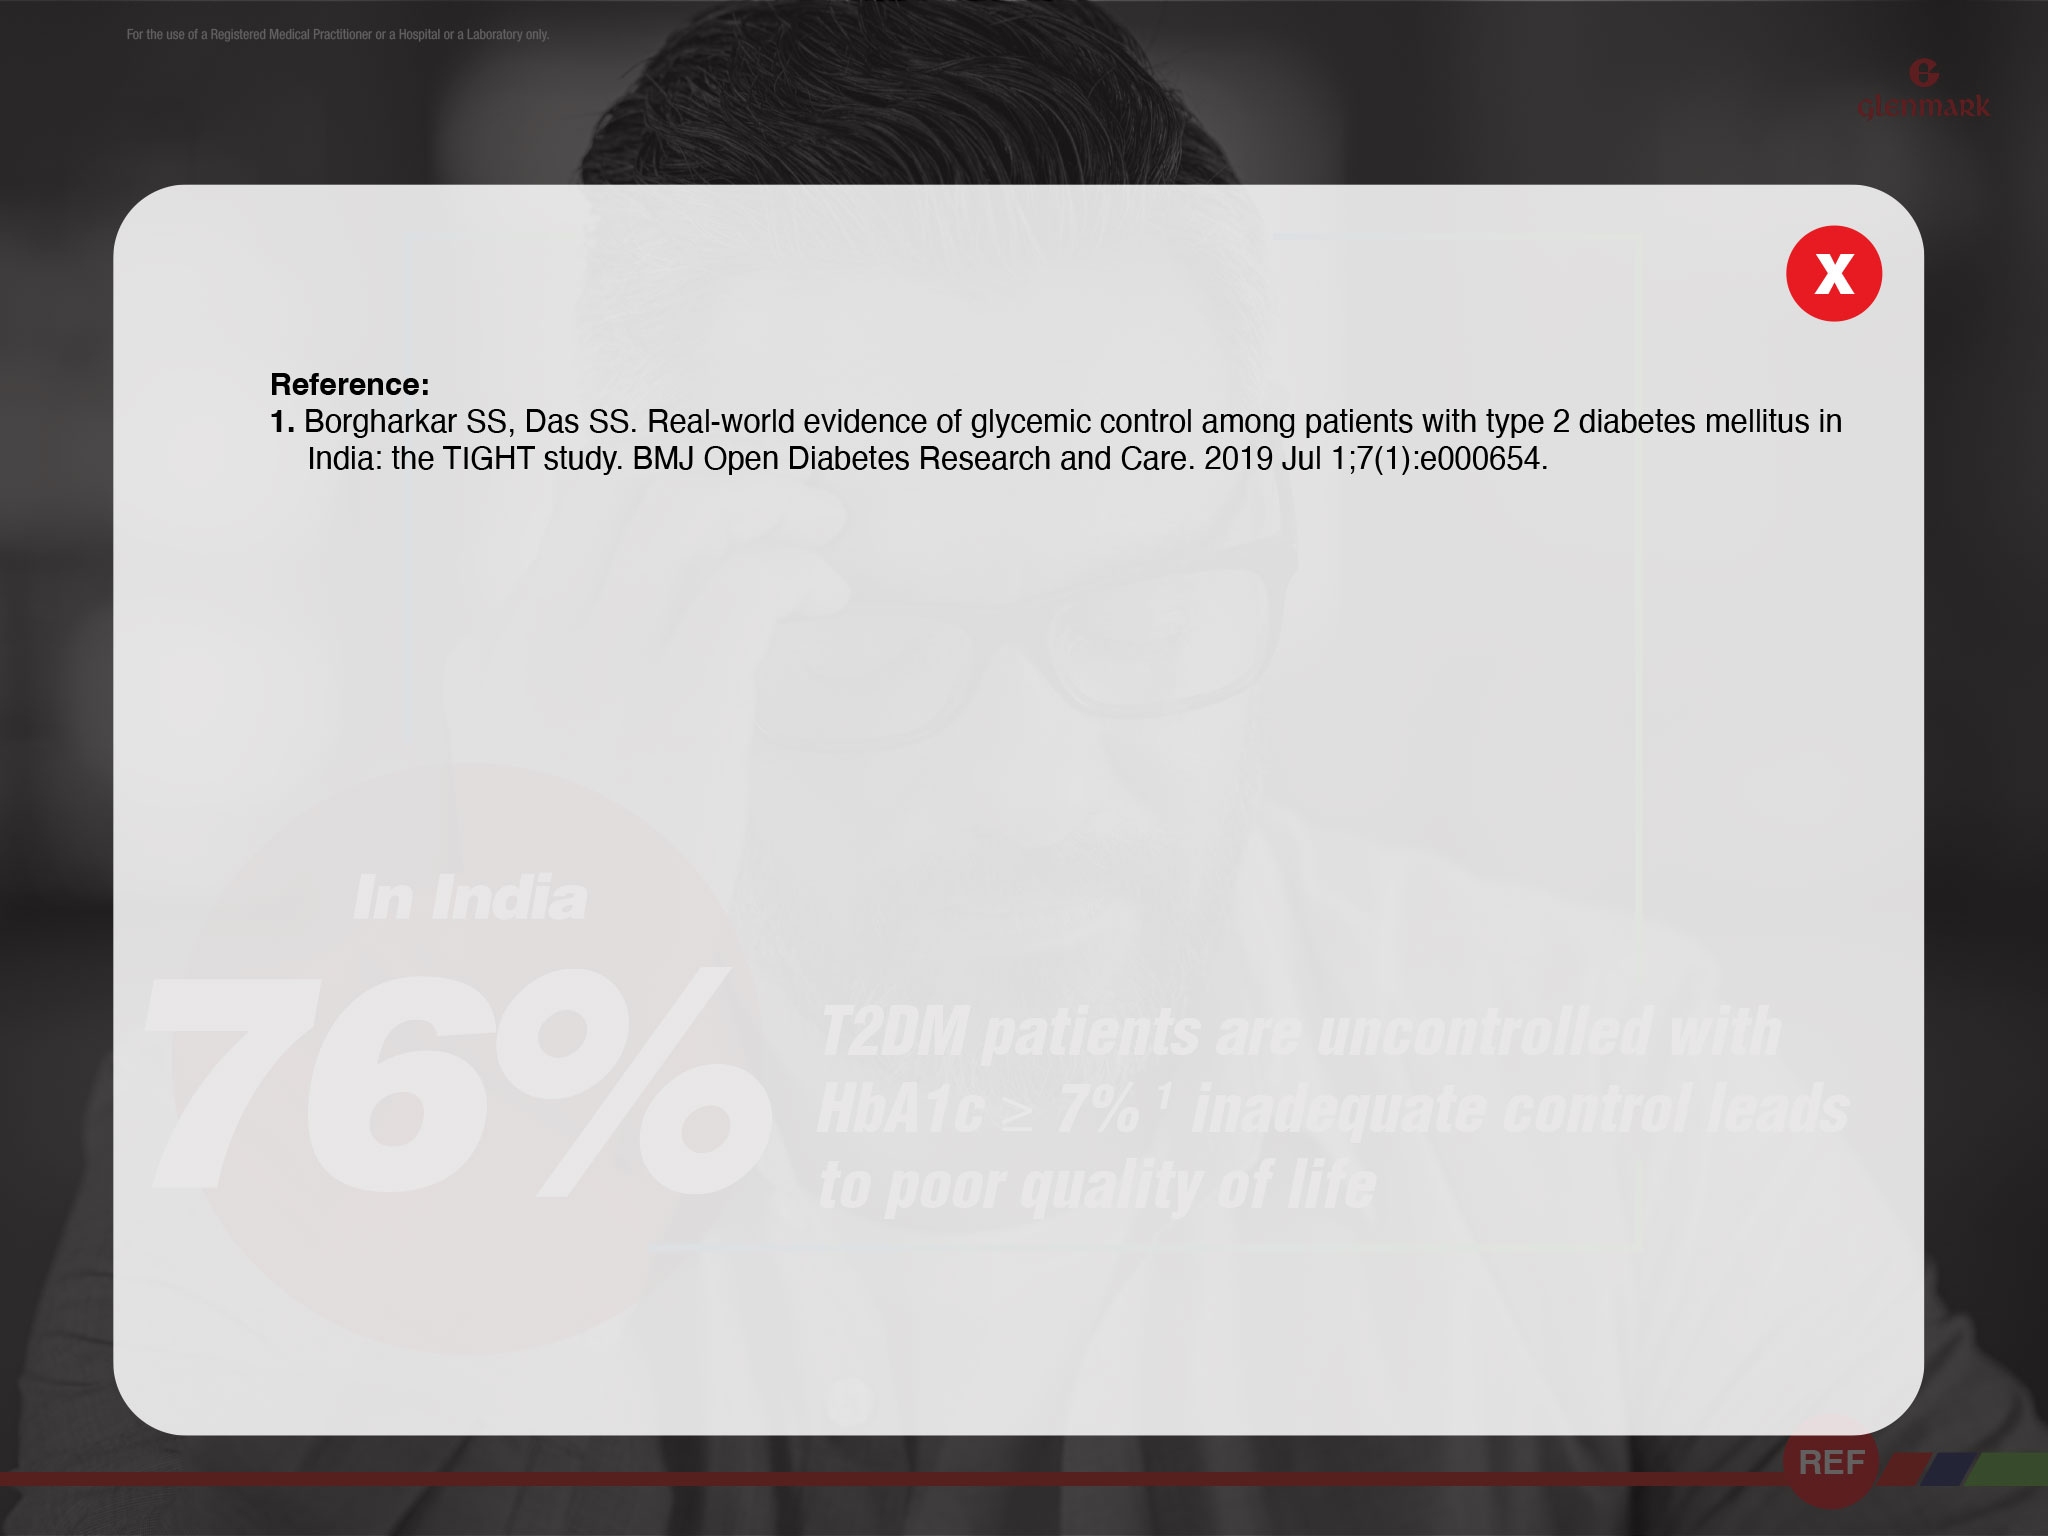 For the use of a Registered Medical Practitioner or a Hospital or a Laboratory only.
glenmark
X
Reference:
1. Borgharkar SS, Das SS. Real-world evidence of glycemic control among patients with type 2 diabetes mellitus in
India: the TIGHT study. BMJ Open Diabetes Research and Care. 2019 Jul 1;7(1):e000654.
In India
76%
T2DM patients are uncontrolled with
HbA1c ≥ 7% ¹ inadequate control leads
to poor quality of life
REF